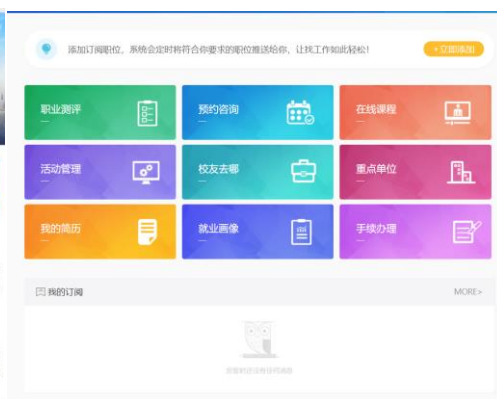 添加订阅职位，系统会定时将符合你要求的职位推送给你，让找工作如此轻松！
+立即添加
职业测评
预约咨询
在线课程
活动管理
校友去哪
重点单位
我的简历
就业画像
手续办理
我的订阅
MORE>